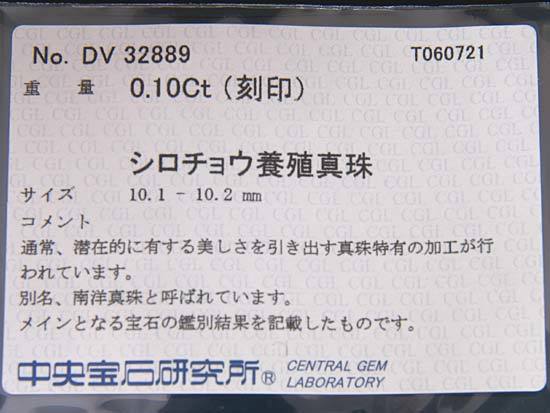 No. DV 32889 T060721
重 量 0.10Ct (刻印)
シロチョウ養殖真珠
サイズ 10.1 - 10.2 mm
コメント
通常、潜在的に有する美しさを引き出す真珠特有の加工が行
われています。
別名、南洋真珠と呼ばれています。
メインとなる宝石の鑑別結果を記載したものです。
中央宝石研究所® CENTRAL GEM
LABORATORY